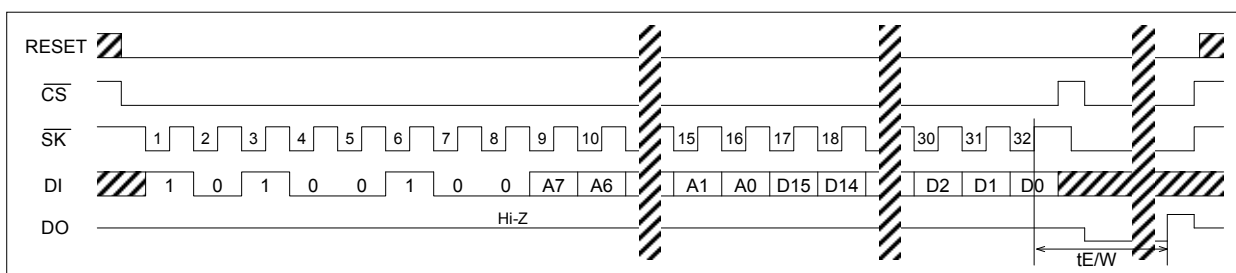 RESET
CS
SK 1 2 3 4 5 6 7 8 9 10 15 16 17 18 30 31 32
DI 1 0 1 0 0 1 0 0 A7 A6 A1 A0 D15 D14 D2 D1 D0
Hi-Z
DO
tE/W